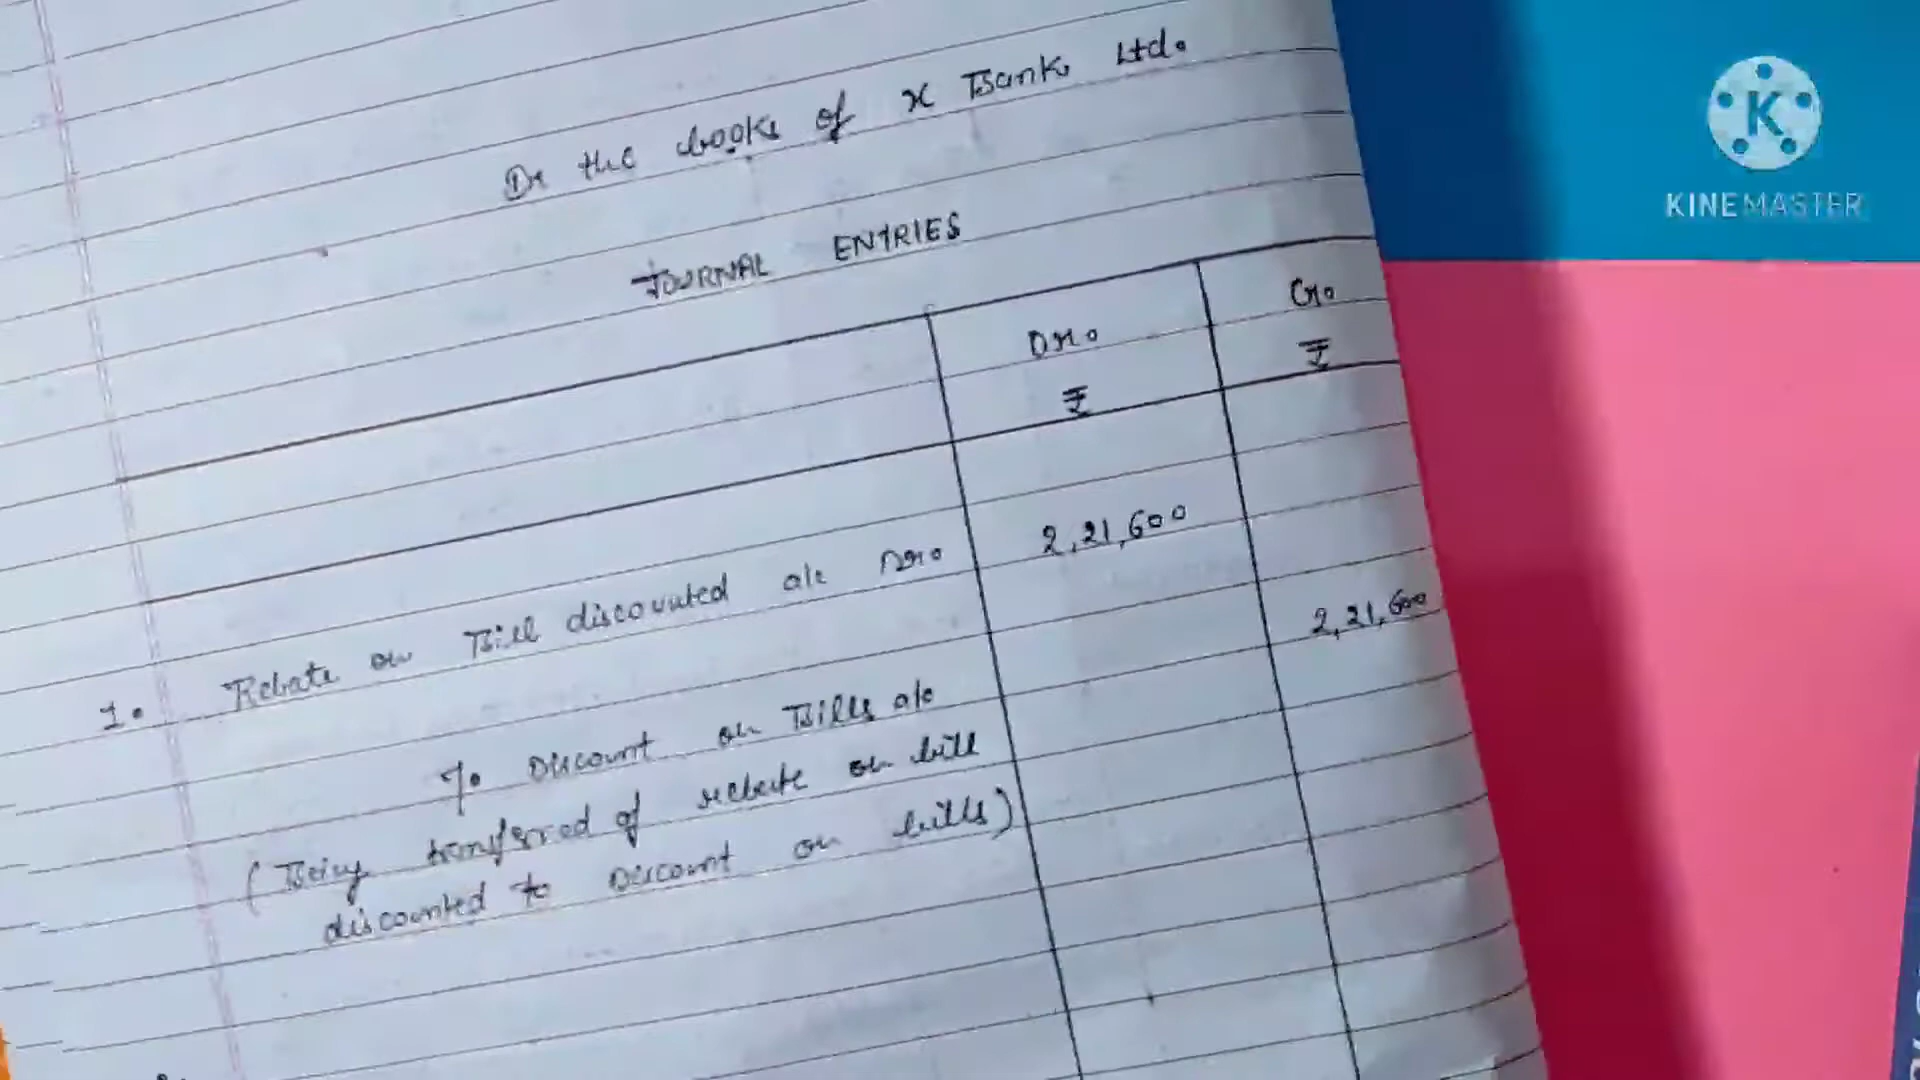 In the books of X Bank Ltd.
JOURNAL ENTRIES
Dr. Cr.
₹ ₹
1. Rebate on Bill discounted a/c Dr. 2,21,600
To Discount on Bills a/c 2,21,600
(Being transferred of rebate on bill
discounted to Discount on bills)
KINEMASTER